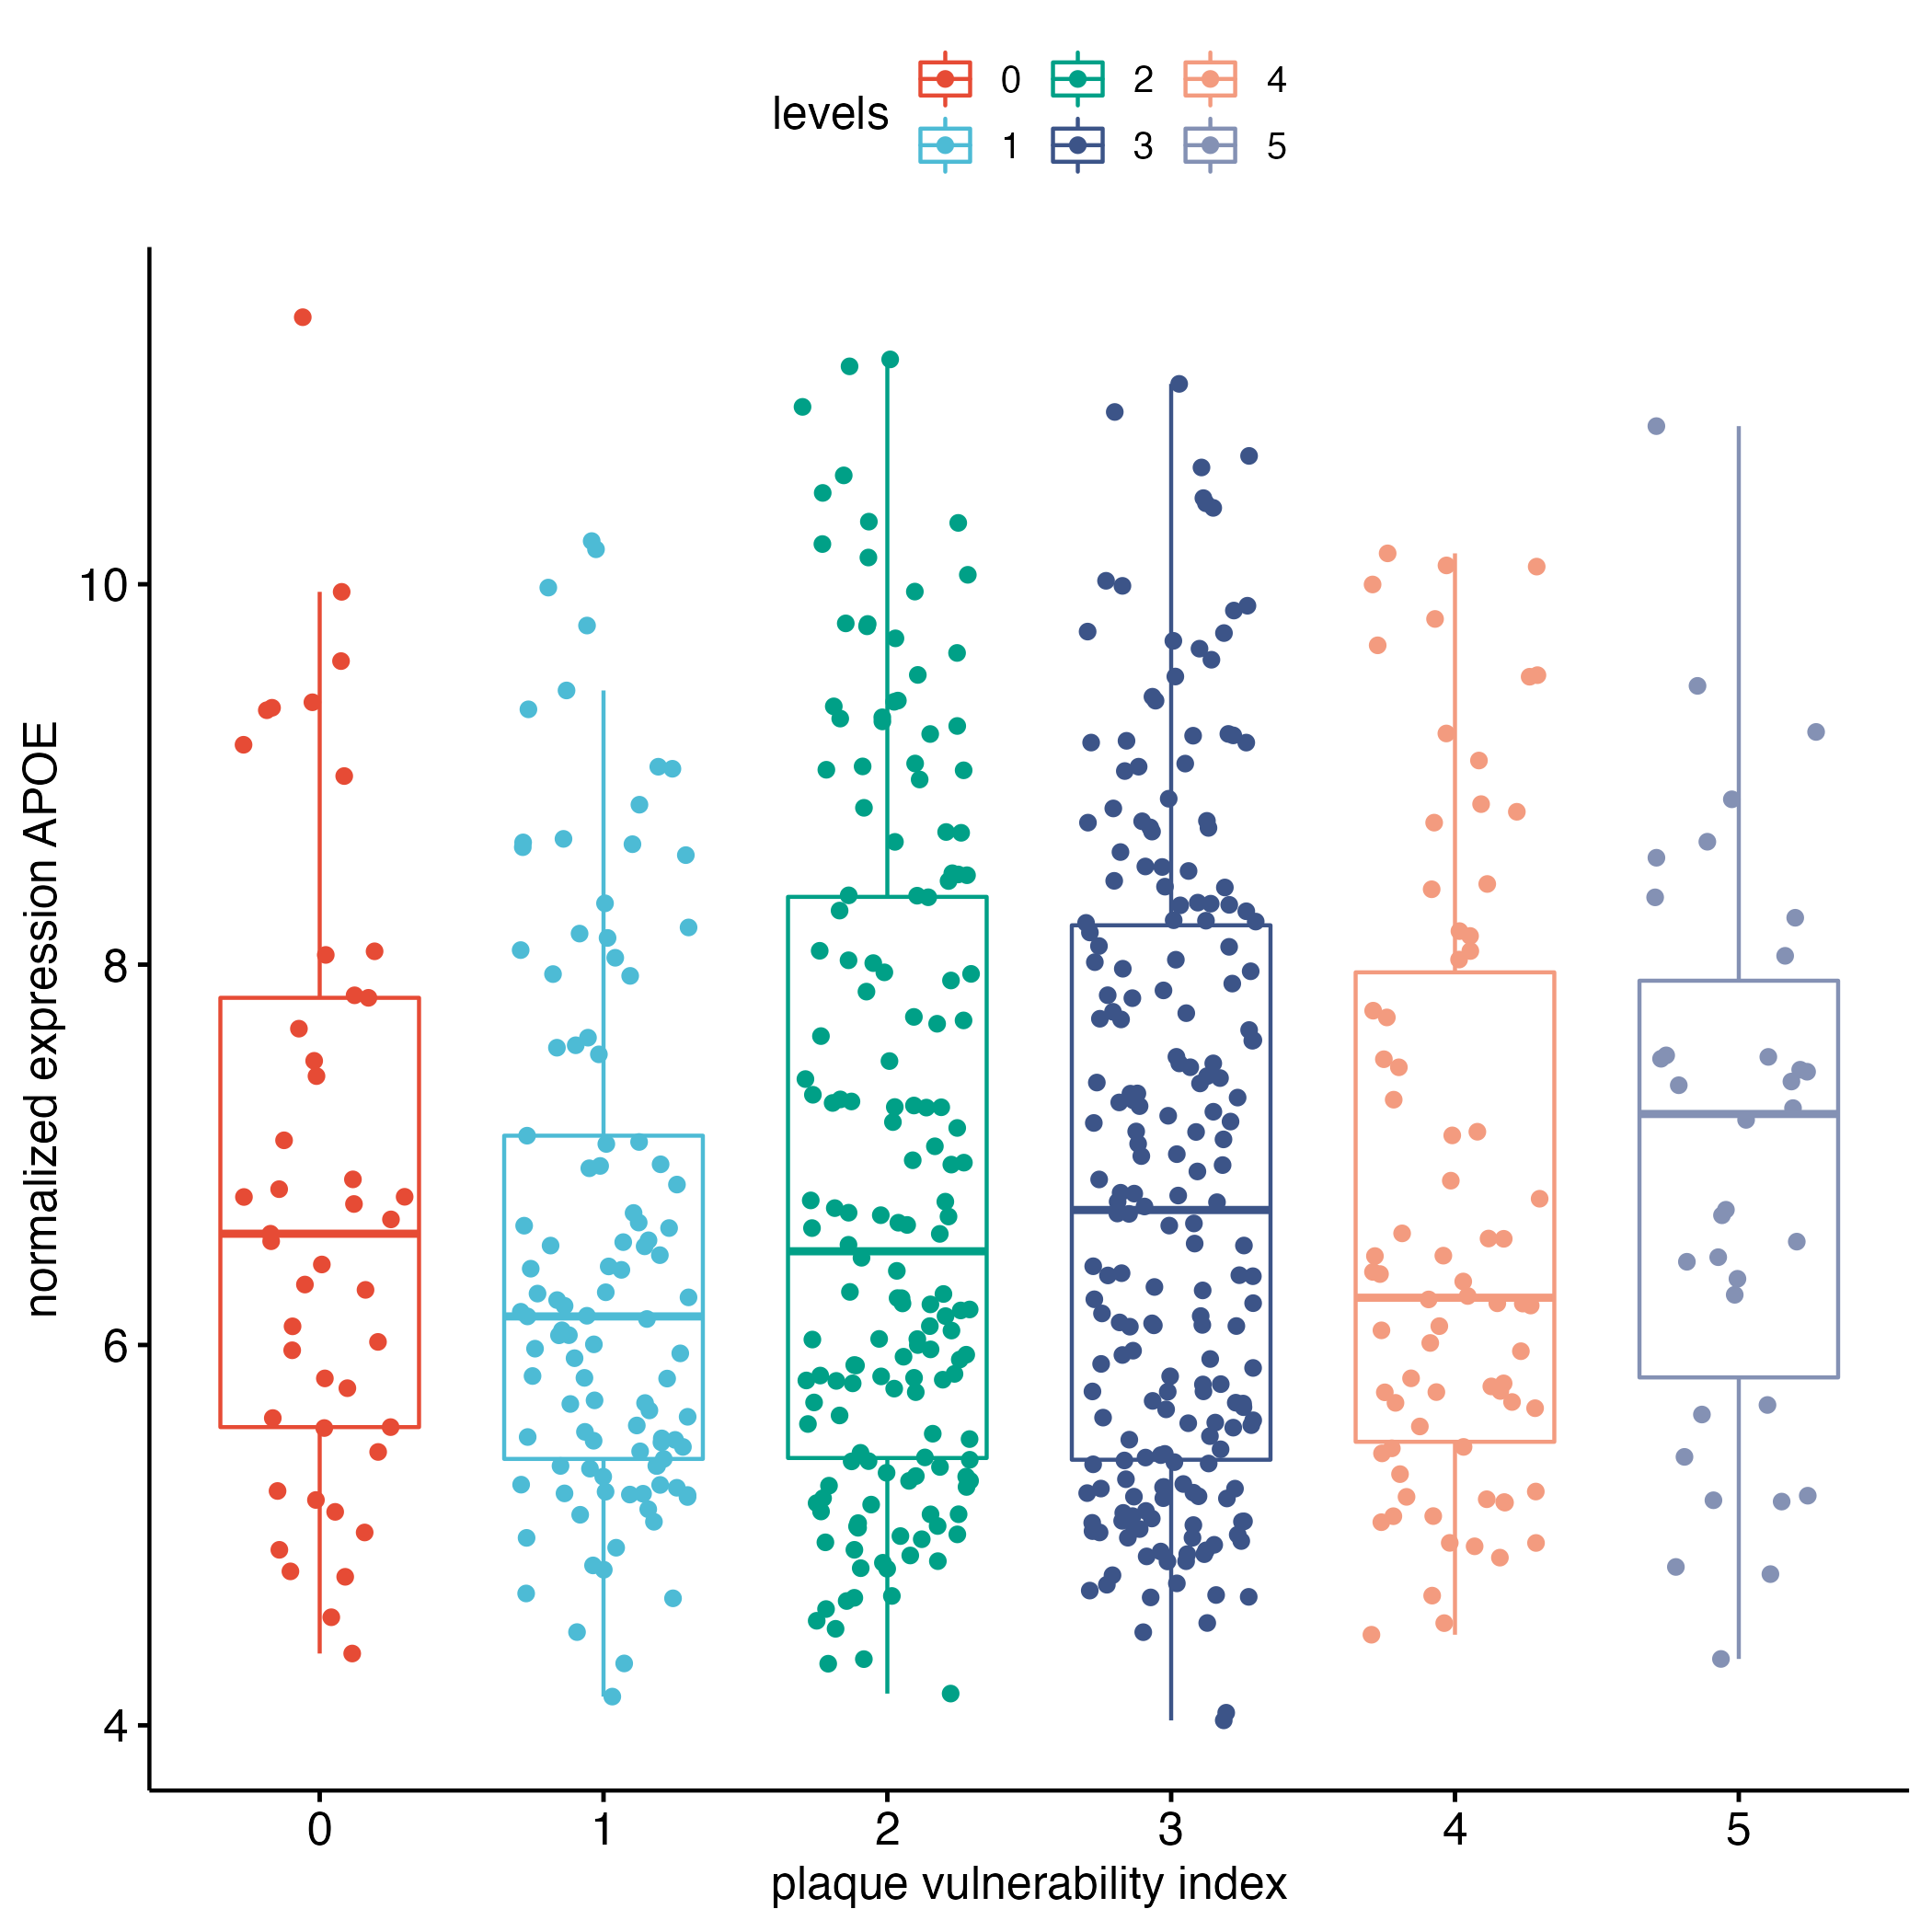 levels
0 2 4
1 3 5
normalized expression APOE
10
8
6
4
0 1 2 3 4 5
plaque vulnerability index